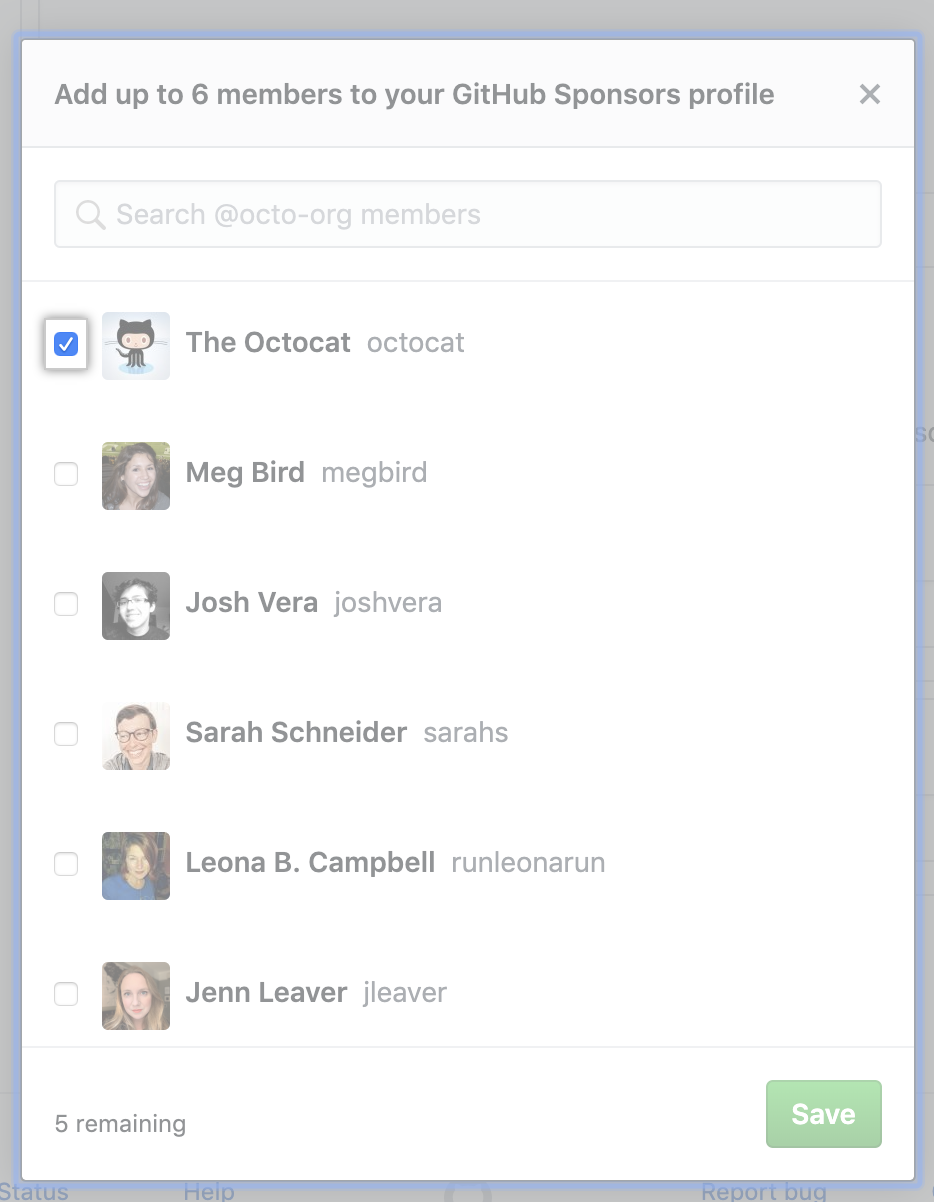 Add up to 6 members to your GitHub Sponsors profile
Search @octo-org members
The Octocat octocat
Meg Bird megbird
Josh Vera joshvera
Sarah Schneider sarahs
Leona B. Campbell runleonarun
Jenn Leaver jleaver
5 remaining
Save
Status Help Report bug